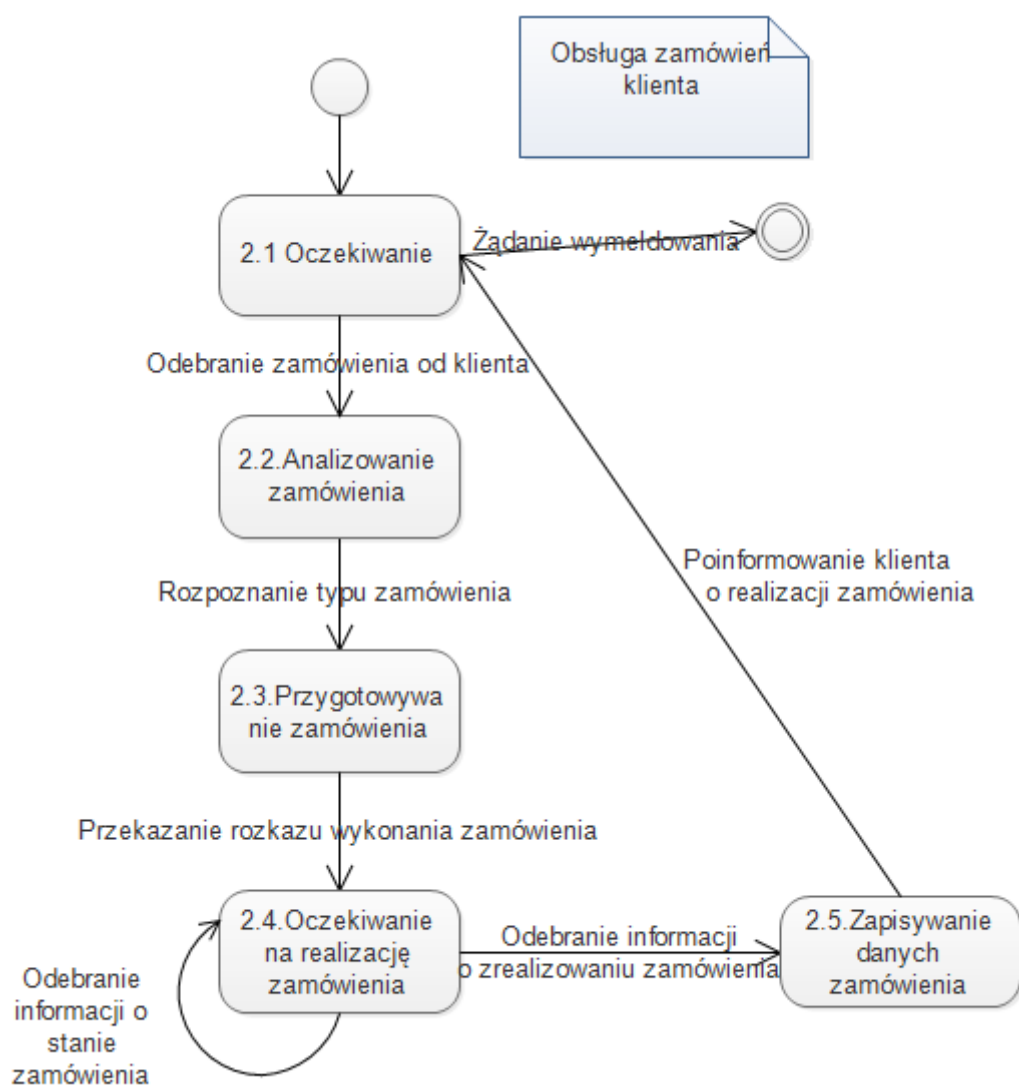 Obsługa zamówień
klienta
2.1 Oczekiwanie
Żądanie wymeldowania
Odebranie zamówienia od klienta
2.2.Analizowanie
zamówienia
Rozpoznanie typu zamówienia
Poinformowanie klienta
o realizacji zamówienia
2.3.Przygotowywa
nie zamówienia
Przekazanie rozkazu wykonania zamówienia
2.4.Oczekiwanie
na realizację
zamówienia
Odebranie informacji
o zrealizowaniu zamówienia
2.5.Zapisywanie
danych
zamówienia
Odebranie
informacji o
stanie
zamówienia